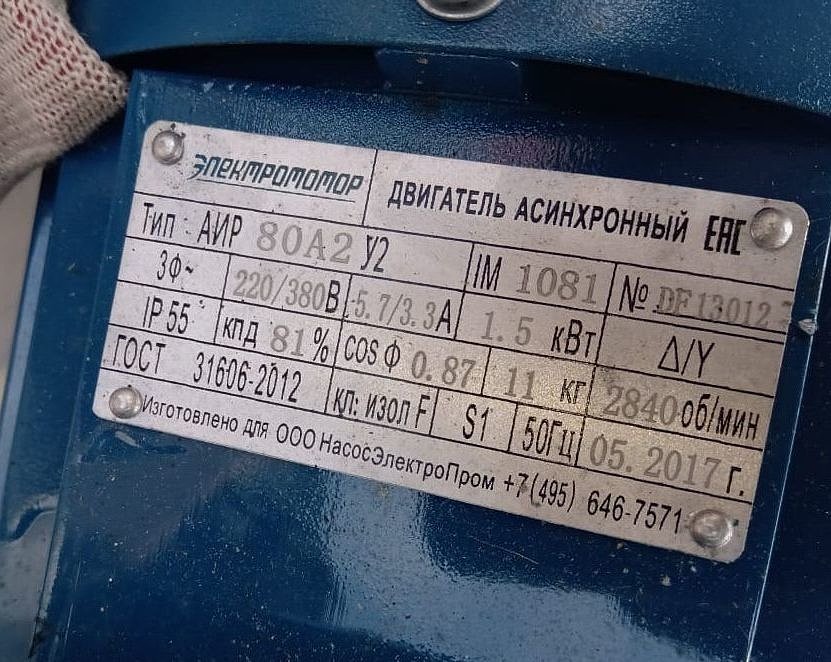 ЭЛЕКТРОМОТОР ДВИГАТЕЛЬ АСИНХРОННЫЙ EAC
Тип АИР 80А2 У2 IM 1081 № DF13012
3Ф~ 220/380В 5.7/3.3А 1.5 кВт Δ/Y
IP 55 кпд 81% cos ф 0.87 11 кг 2840 об/мин
ГОСТ 31606-2012 кл: изол F S1 50Гц 05.2017 г.
Изготовлено для ООО НасосЭлектроПром +7(495) 646-7571